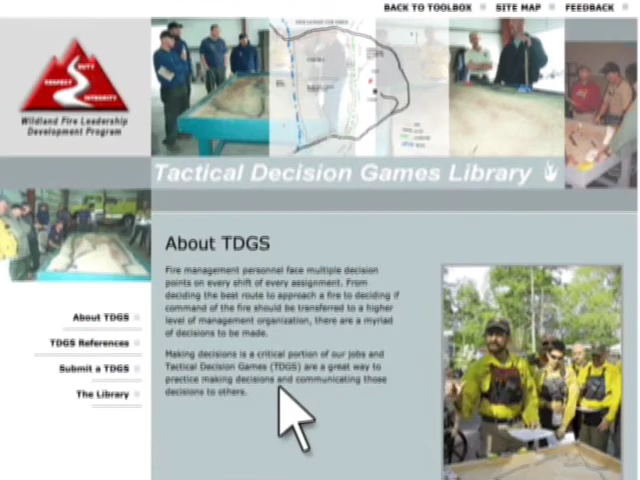 BACK TO TOOLBOX SITE MAP FEEDBACK
DUTY
RESPECT
INTEGRITY
Wildland Fire Leadership
Development Program
Tactical Decision Games Library
About TDGS
Fire management personnel face multiple decision
points on every shift of every assignment. From
deciding the best route to approach a fire to deciding if
command of the fire should be transferred to a higher
level of management organization, there are a myriad
of decisions to be made.
Making decisions is a critical portion of our jobs and
Tactical Decision Games (TDGS) are a great way to
practice making decisions and communicating those
decisions to others.
About TDGS
TDGS References
Submit a TDGS
The Library